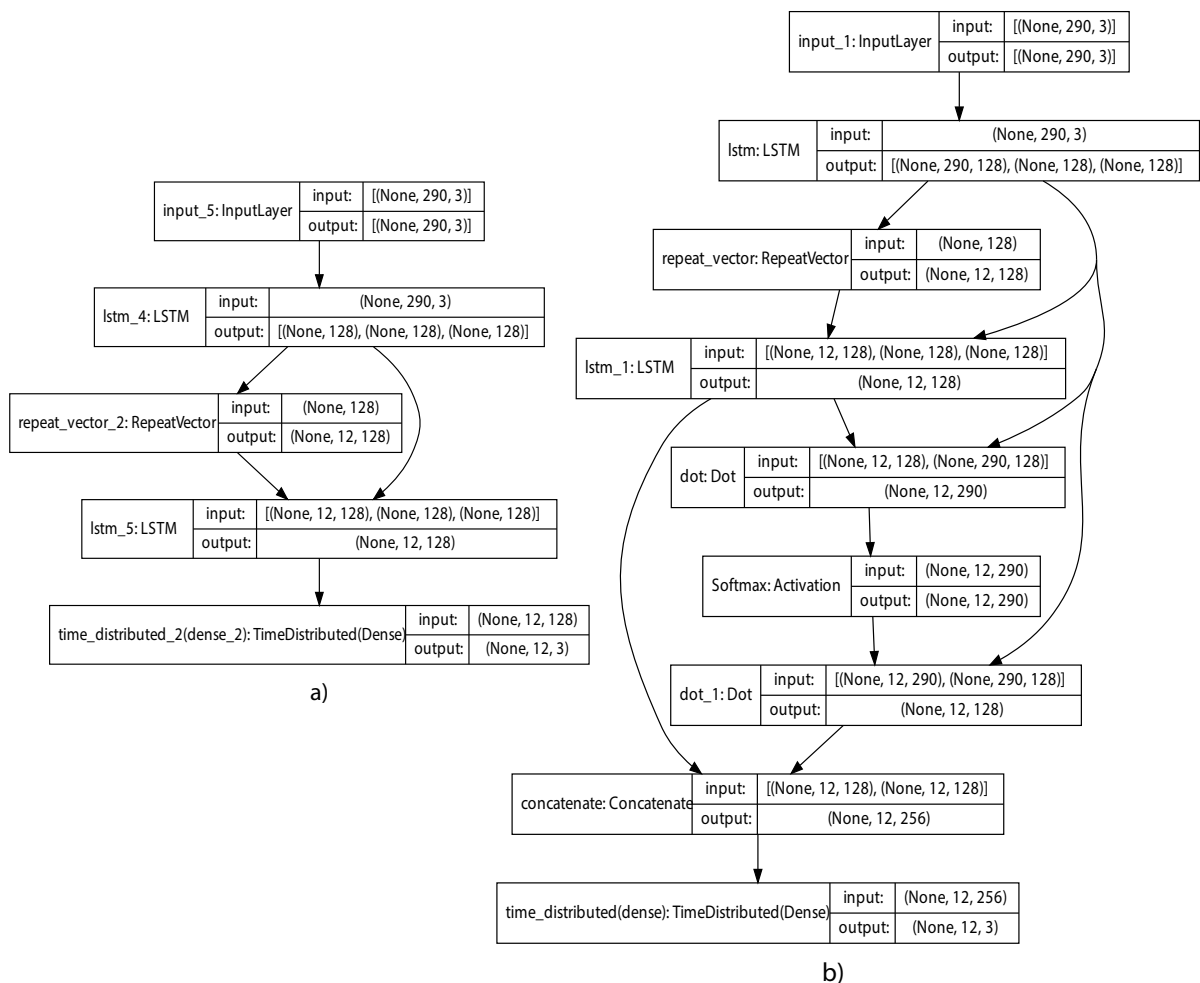 input_5: InputLayer
input: [(None, 290, 3)]
output: [(None, 290, 3)]
lstm_4: LSTM
input: (None, 290, 3)
output: [(None, 128), (None, 128), (None, 128)]
repeat_vector_2: RepeatVector
input: (None, 128)
output: (None, 12, 128)
lstm_5: LSTM
input: [(None, 12, 128), (None, 128), (None, 128)]
output: (None, 12, 128)
time_distributed_2(dense_2): TimeDistributed(Dense)
input: (None, 12, 128)
output: (None, 12, 3)
a)
input_1: InputLayer
input: [(None, 290, 3)]
output: [(None, 290, 3)]
lstm: LSTM
input: (None, 290, 3)
output: [(None, 290, 128), (None, 128), (None, 128)]
repeat_vector: RepeatVector
input: (None, 128)
output: (None, 12, 128)
lstm_1: LSTM
input: [(None, 12, 128), (None, 128), (None, 128)]
output: (None, 12, 128)
dot: Dot
input: [(None, 12, 128), (None, 290, 128)]
output: (None, 12, 290)
Softmax: Activation
input: (None, 12, 290)
output: (None, 12, 290)
dot_1: Dot
input: [(None, 12, 290), (None, 290, 128)]
output: (None, 12, 128)
concatenate: Concatenate
input: [(None, 12, 128), (None, 12, 128)]
output: (None, 12, 256)
time_distributed(dense): TimeDistributed(Dense)
input: (None, 12, 256)
output: (None, 12, 3)
b)